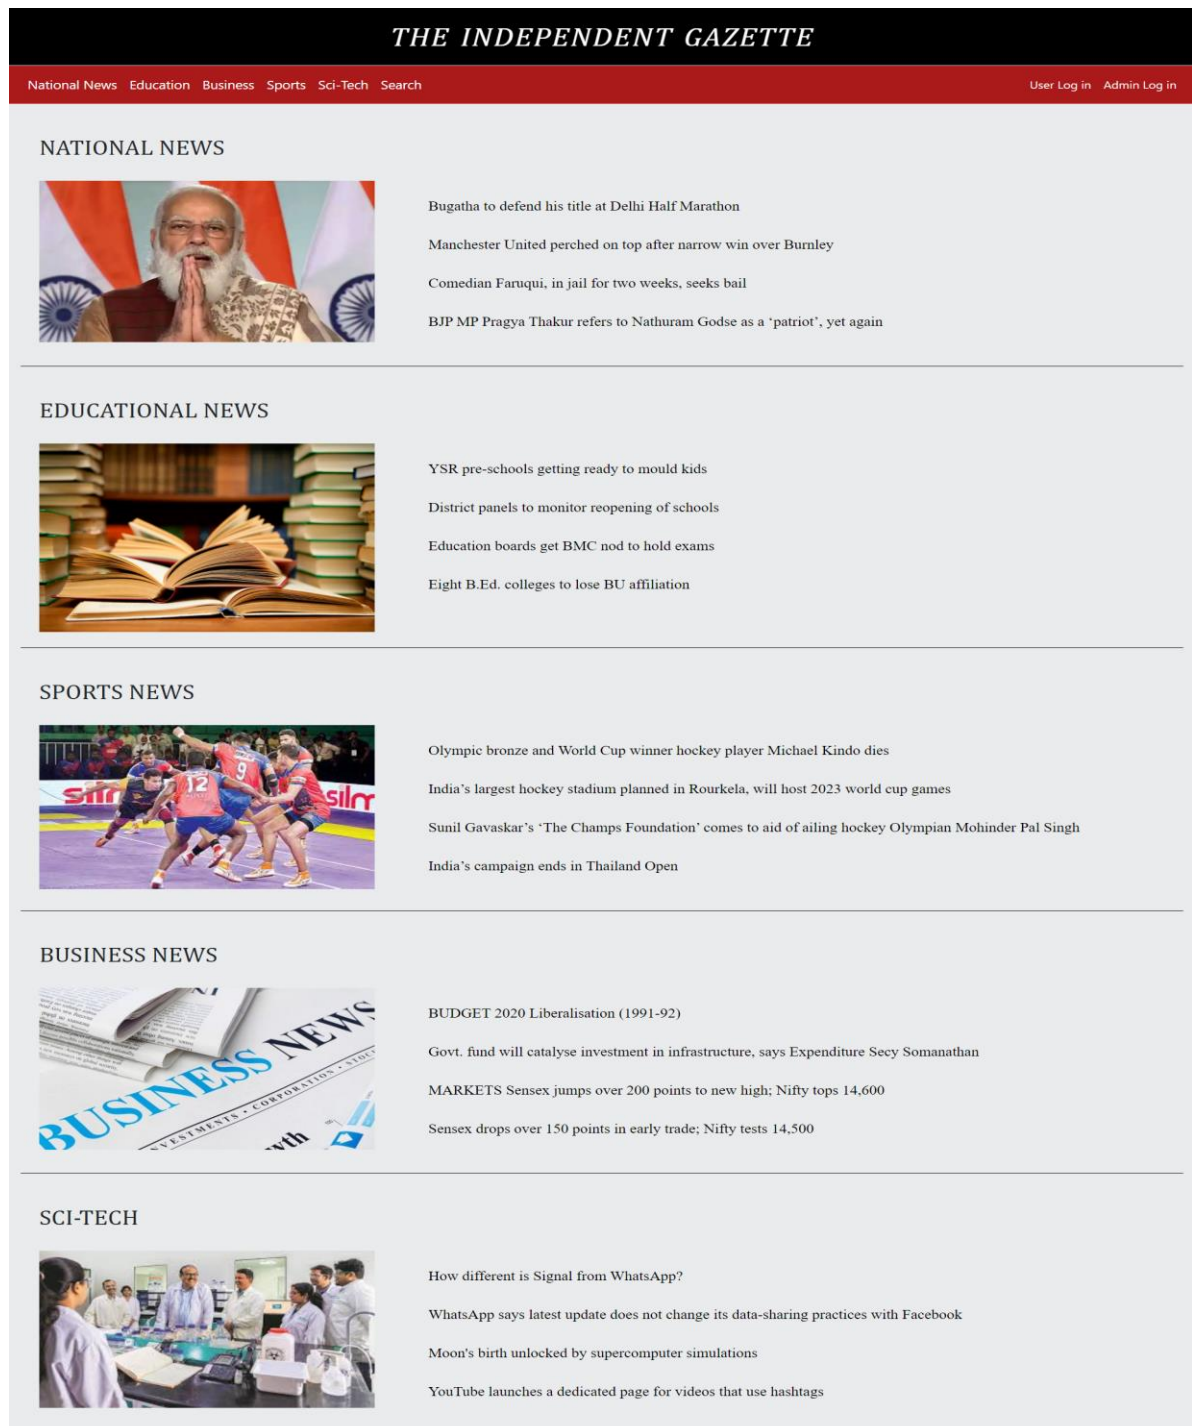 THE INDEPENDENT GAZETTE
National News Education Business Sports Sci-Tech Search User Log in Admin Log in
NATIONAL NEWS
Bugatha to defend his title at Delhi Half Marathon
Manchester United perched on top after narrow win over Burnley
Comedian Faruqui, in jail for two weeks, seeks bail
BJP MP Pragya Thakur refers to Nathuram Godse as a ‘patriot’, yet again
EDUCATIONAL NEWS
YSR pre-schools getting ready to mould kids
District panels to monitor reopening of schools
Education boards get BMC nod to hold exams
Eight B.Ed. colleges to lose BU affiliation
SPORTS NEWS
9
12
Olympic bronze and World Cup winner hockey player Michael Kindo dies
India’s largest hockey stadium planned in Rourkela, will host 2023 world cup games
Sunil Gavaskar’s ‘The Champs Foundation’ comes to aid of ailing hockey Olympian Mohinder Pal Singh
India’s campaign ends in Thailand Open
BUSINESS NEWS
BUSINESS NEWS
CORPORATION
BUDGET 2020 Liberalisation (1991-92)
Govt. fund will catalyse investment in infrastructure, says Expenditure Secy Somanathan
MARKETS Sensex jumps over 200 points to new high; Nifty tops 14,600
Sensex drops over 150 points in early trade; Nifty tests 14,500
SCI-TECH
How different is Signal from WhatsApp?
WhatsApp says latest update does not change its data-sharing practices with Facebook
Moon's birth unlocked by supercomputer simulations
YouTube launches a dedicated page for videos that use hashtags